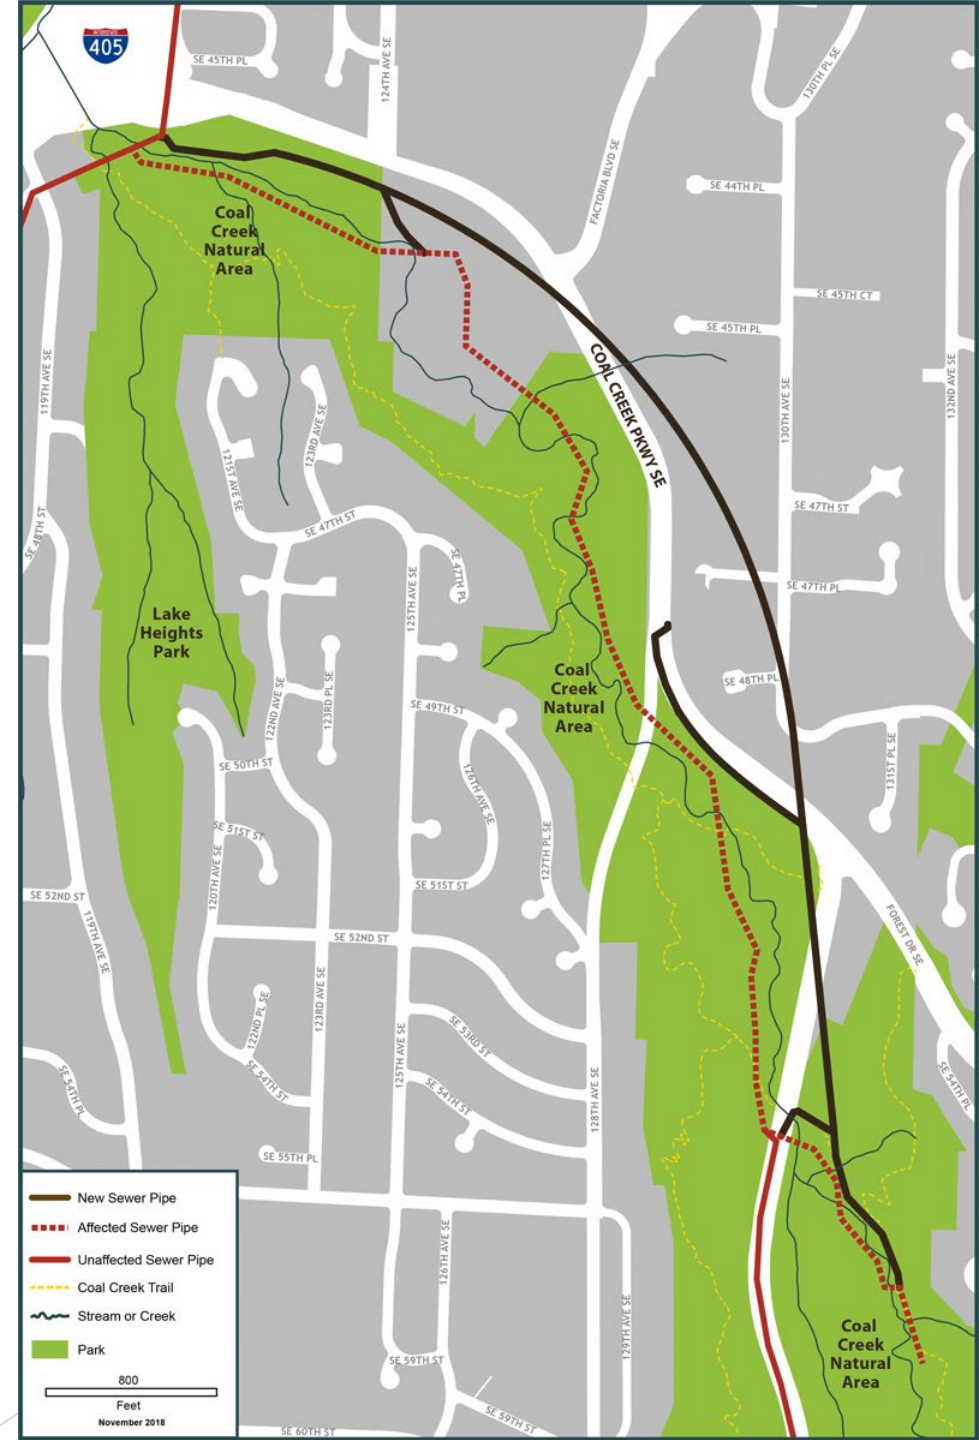 INTERSTATE
405
SE 45TH PL
124TH AVE SE
130TH PL SE
FACTORIA BLVD SE
SE 44TH PL
Coal
Creek
Natural
Area
SE 45TH CT
SE 45TH PL
COAL CREEK PKWY SE
119TH AVE SE
130TH AVE SE
132ND AVE SE
121ST AVE SE
123RD AVE SE
SE 47TH ST
SE 47TH ST
SE 48TH ST
SE 47TH PL
125TH AVE SE
SE 47TH PL
Lake
Heights
Park
Coal
Creek
Natural
Area
SE 48TH PL
122ND AVE SE
123RD PL SE
SE 49TH ST
SE 50TH ST
126TH AVE SE
131ST PL SE
SE 51ST ST
127TH PL SE
120TH AVE SE
SE 51ST ST
SE 52ND ST
119TH AVE SE
SE 52ND ST
FOREST DR SE
123RD AVE SE
122ND PL SE
SE 53RD ST
125TH AVE SE
SE 54TH PL
SE 54TH ST
SE 54TH ST
128TH AVE SE
SE 54TH PL
SE 55TH PL
126TH AVE SE
129TH AVE SE
Coal
Creek
Natural
Area
SE 59TH ST
SE 59TH ST
SE 60TH ST
New Sewer Pipe
Affected Sewer Pipe
Unaffected Sewer Pipe
Coal Creek Trail
Stream or Creek
Park
800
Feet
November 2018